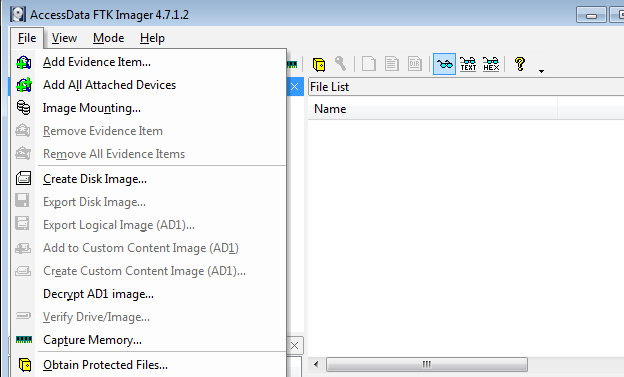 AccessData FTK Imager 4.7.1.2
File View Mode Help
Add Evidence Item...
Add All Attached Devices
Image Mounting...
Remove Evidence Item
Remove All Evidence Items
Create Disk Image...
Export Disk Image...
Export Logical Image (AD1)...
Add to Custom Content Image (AD1)
Create Custom Content Image (AD1)...
Decrypt AD1 image...
Verify Drive/Image...
Capture Memory...
Obtain Protected Files...
DIR TEXT HEX ?
File List
Name